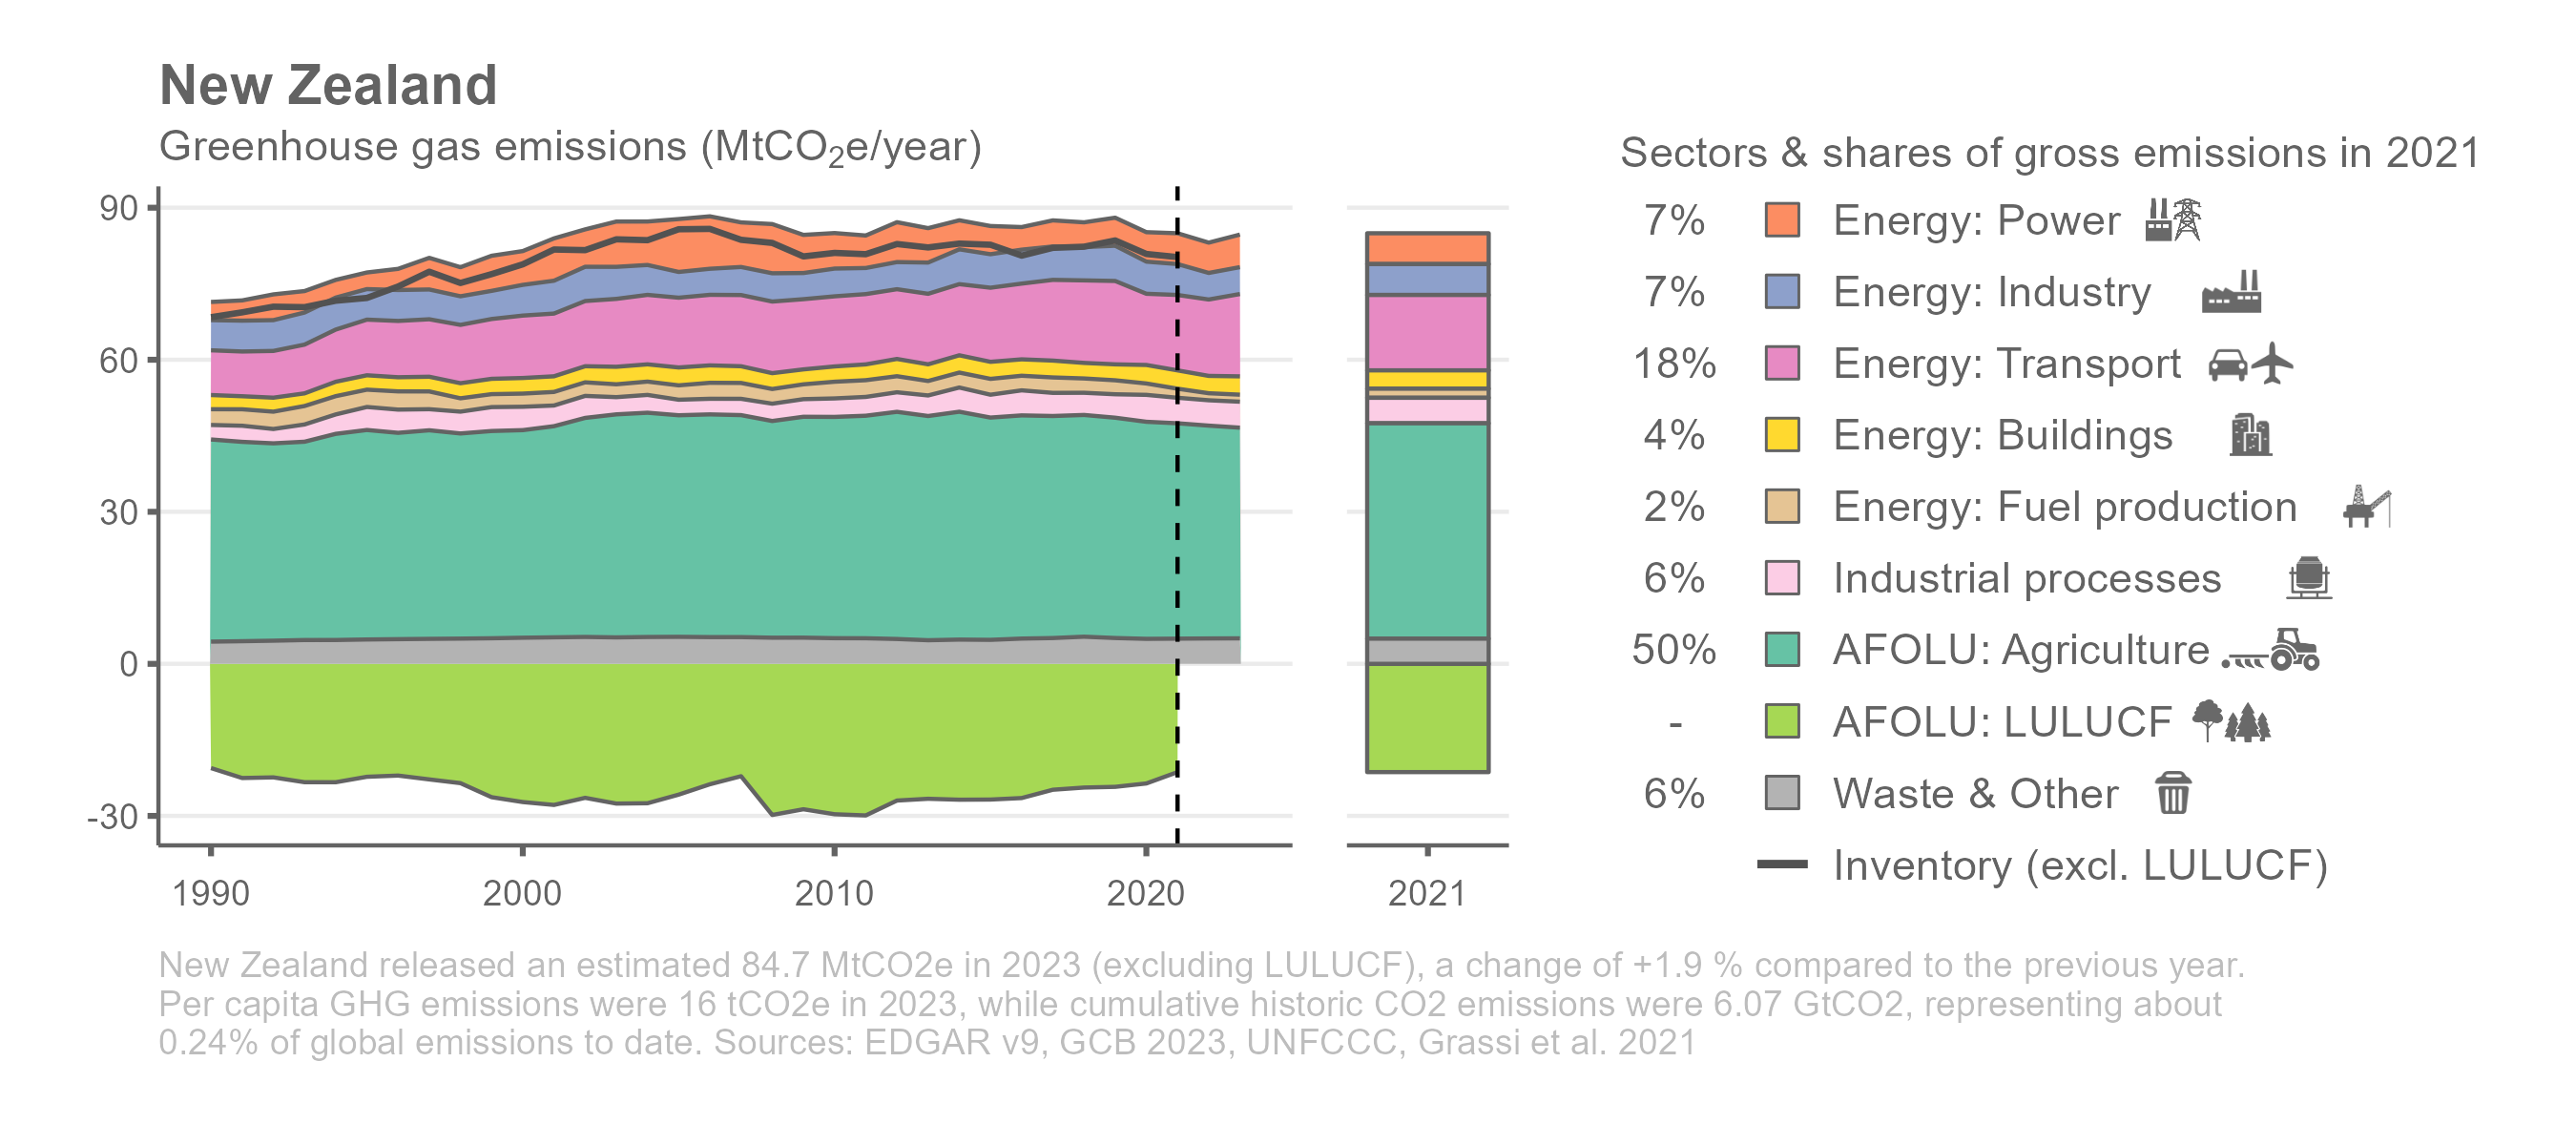 New Zealand
Greenhouse gas emissions (MtCO₂e/year)
90
60
30
0
-30
1990 2000 2010 2020 2021
Sectors & shares of gross emissions in 2021
7% Energy: Power
7% Energy: Industry
18% Energy: Transport
4% Energy: Buildings
2% Energy: Fuel production
6% Industrial processes
50% AFOLU: Agriculture
- AFOLU: LULUCF
6% Waste & Other
Inventory (excl. LULUCF)
New Zealand released an estimated 84.7 MtCO2e in 2023 (excluding LULUCF), a change of +1.9 % compared to the previous year.
Per capita GHG emissions were 16 tCO2e in 2023, while cumulative historic CO2 emissions were 6.07 GtCO2, representing about
0.24% of global emissions to date. Sources: EDGAR v9, GCB 2023, UNFCCC, Grassi et al. 2021